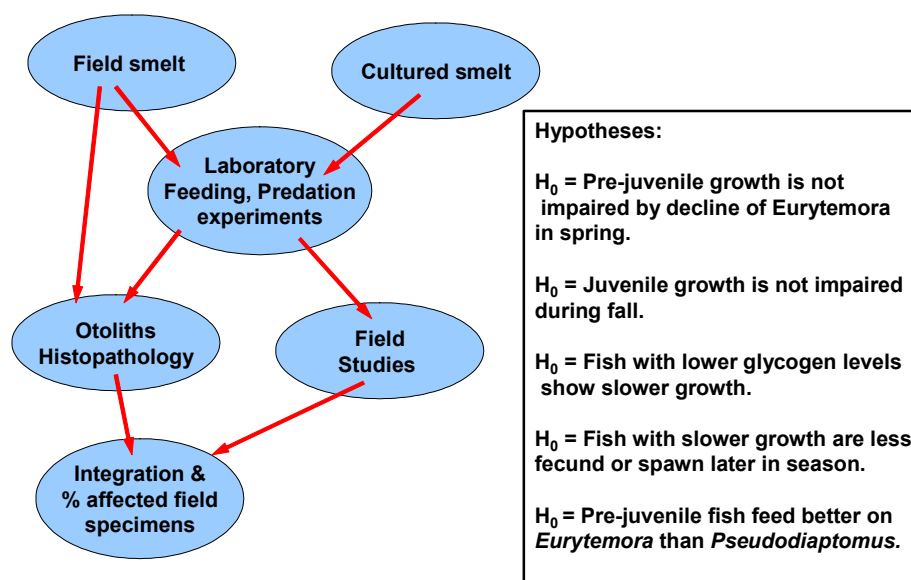 Field smelt
Cultured smelt
Laboratory
Feeding, Predation
experiments
Otoliths
Histopathology
Field
Studies
Integration &
% affected field
specimens
Hypotheses:
H₀ = Pre-juvenile growth is not
impaired by decline of Eurytemora
in spring.
H₀ = Juvenile growth is not impaired
during fall.
H₀ = Fish with lower glycogen levels
show slower growth.
H₀ = Fish with slower growth are less
fecund or spawn later in season.
H₀ = Pre-juvenile fish feed better on
Eurytemora than Pseudodiaptomus.